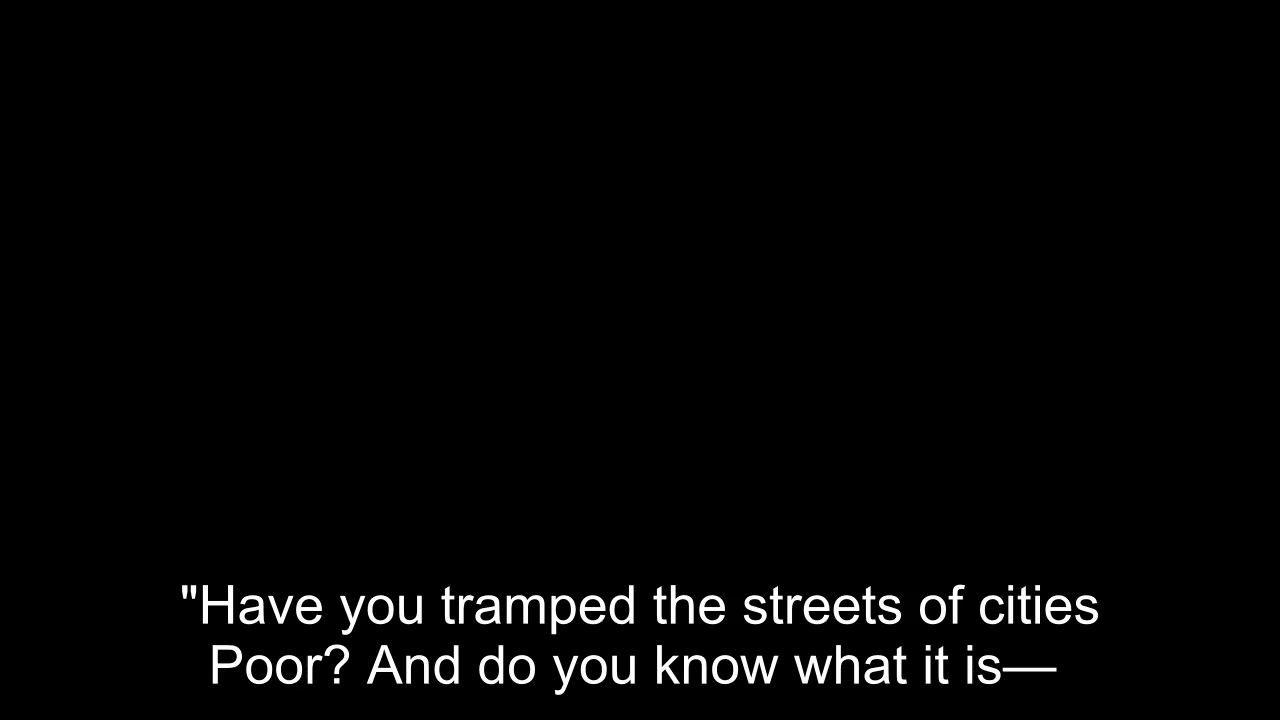 "Have you tramped the streets of cities
Poor? And do you know what it is—